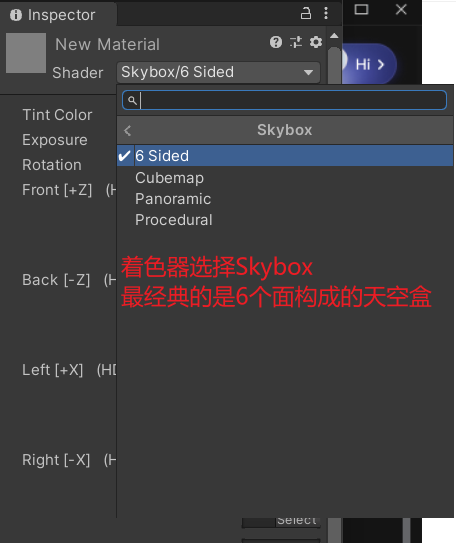 Inspector
New Material
Shader
Skybox/6 Sided
Hi
Skybox
Tint Color
Exposure
Rotation
Front [+Z] (H
Back [-Z] (H
Left [+X] (HD
Right [-X] (H
6 Sided
Cubemap
Panoramic
Procedural
着色器选择Skybox
最经典的是6个面构成的天空盒
Select